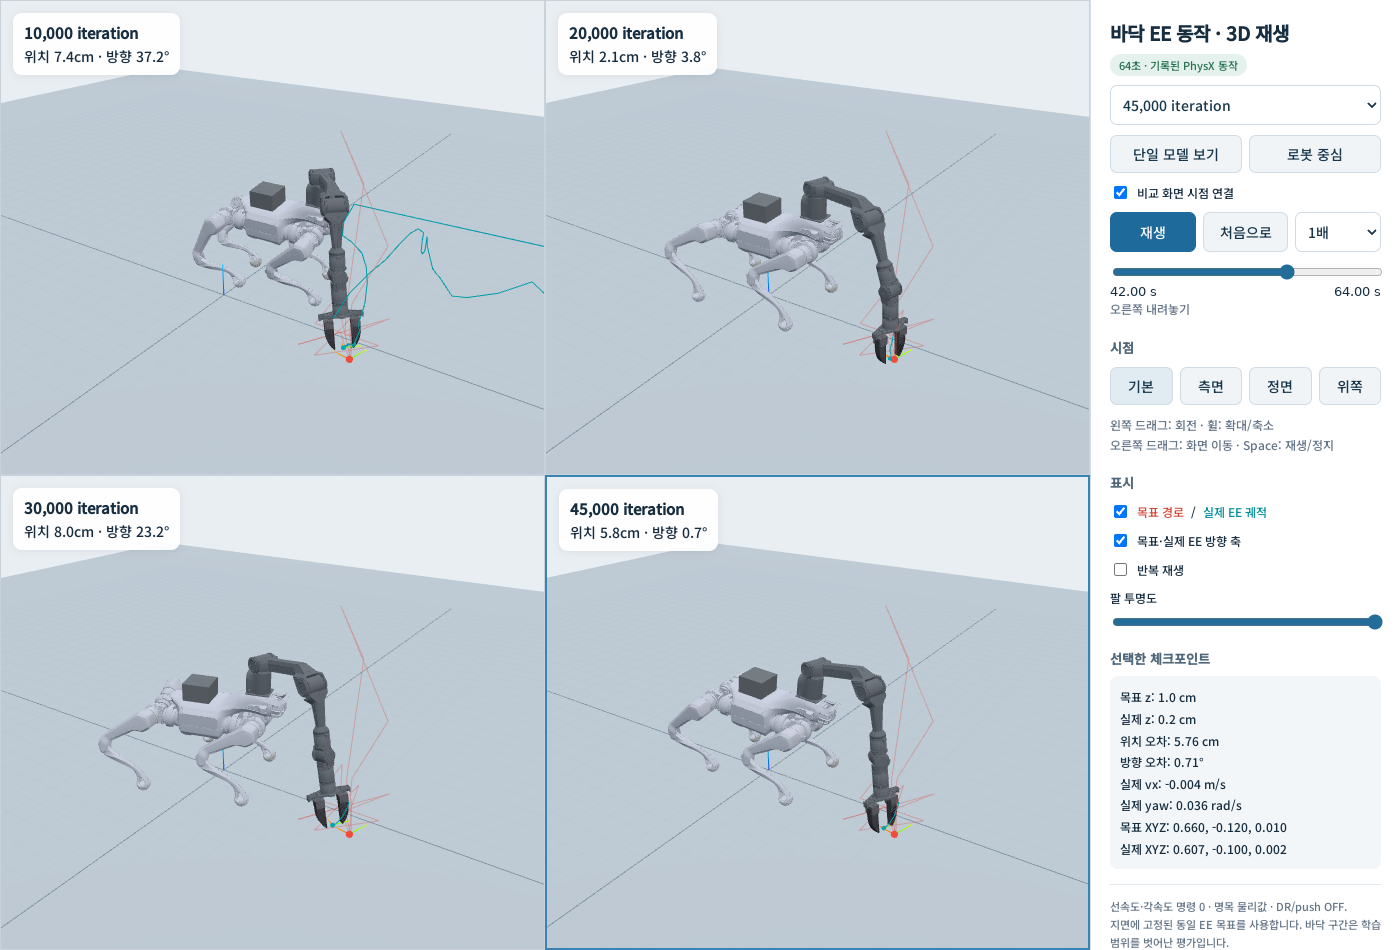 10,000 iteration
위치 7.4cm · 방향 37.2°
20,000 iteration
위치 2.1cm · 방향 3.8°
30,000 iteration
위치 8.0cm · 방향 23.2°
45,000 iteration
위치 5.8cm · 방향 0.7°
바닥 EE 동작 · 3D 재생
64초 · 기록된 PhysX 동작
45,000 iteration
단일 모델 보기
로봇 중심
비교 화면 시점 연결
재생
처음으로
1배
42.00 s
64.00 s
오른쪽 내려놓기
시점
기본
측면
정면
위쪽
왼쪽 드래그: 회전 · 휠: 확대/축소
오른쪽 드래그: 화면 이동 · Space: 재생/정지
표시
목표 경로 / 실제 EE 궤적
목표·실제 EE 방향 축
반복 재생
팔 투명도
선택한 체크포인트
목표 z: 1.0 cm
실제 z: 0.2 cm
위치 오차: 5.76 cm
방향 오차: 0.71°
실제 vx: -0.004 m/s
실제 yaw: 0.036 rad/s
목표 XYZ: 0.660, -0.120, 0.010
실제 XYZ: 0.607, -0.100, 0.002
선속도·각속도 명령 0 · 명목 물리값 · DR/push OFF.
지면에 고정된 동일 EE 목표를 사용합니다. 바닥 구간은 학습
범위를 벗어난 평가입니다.